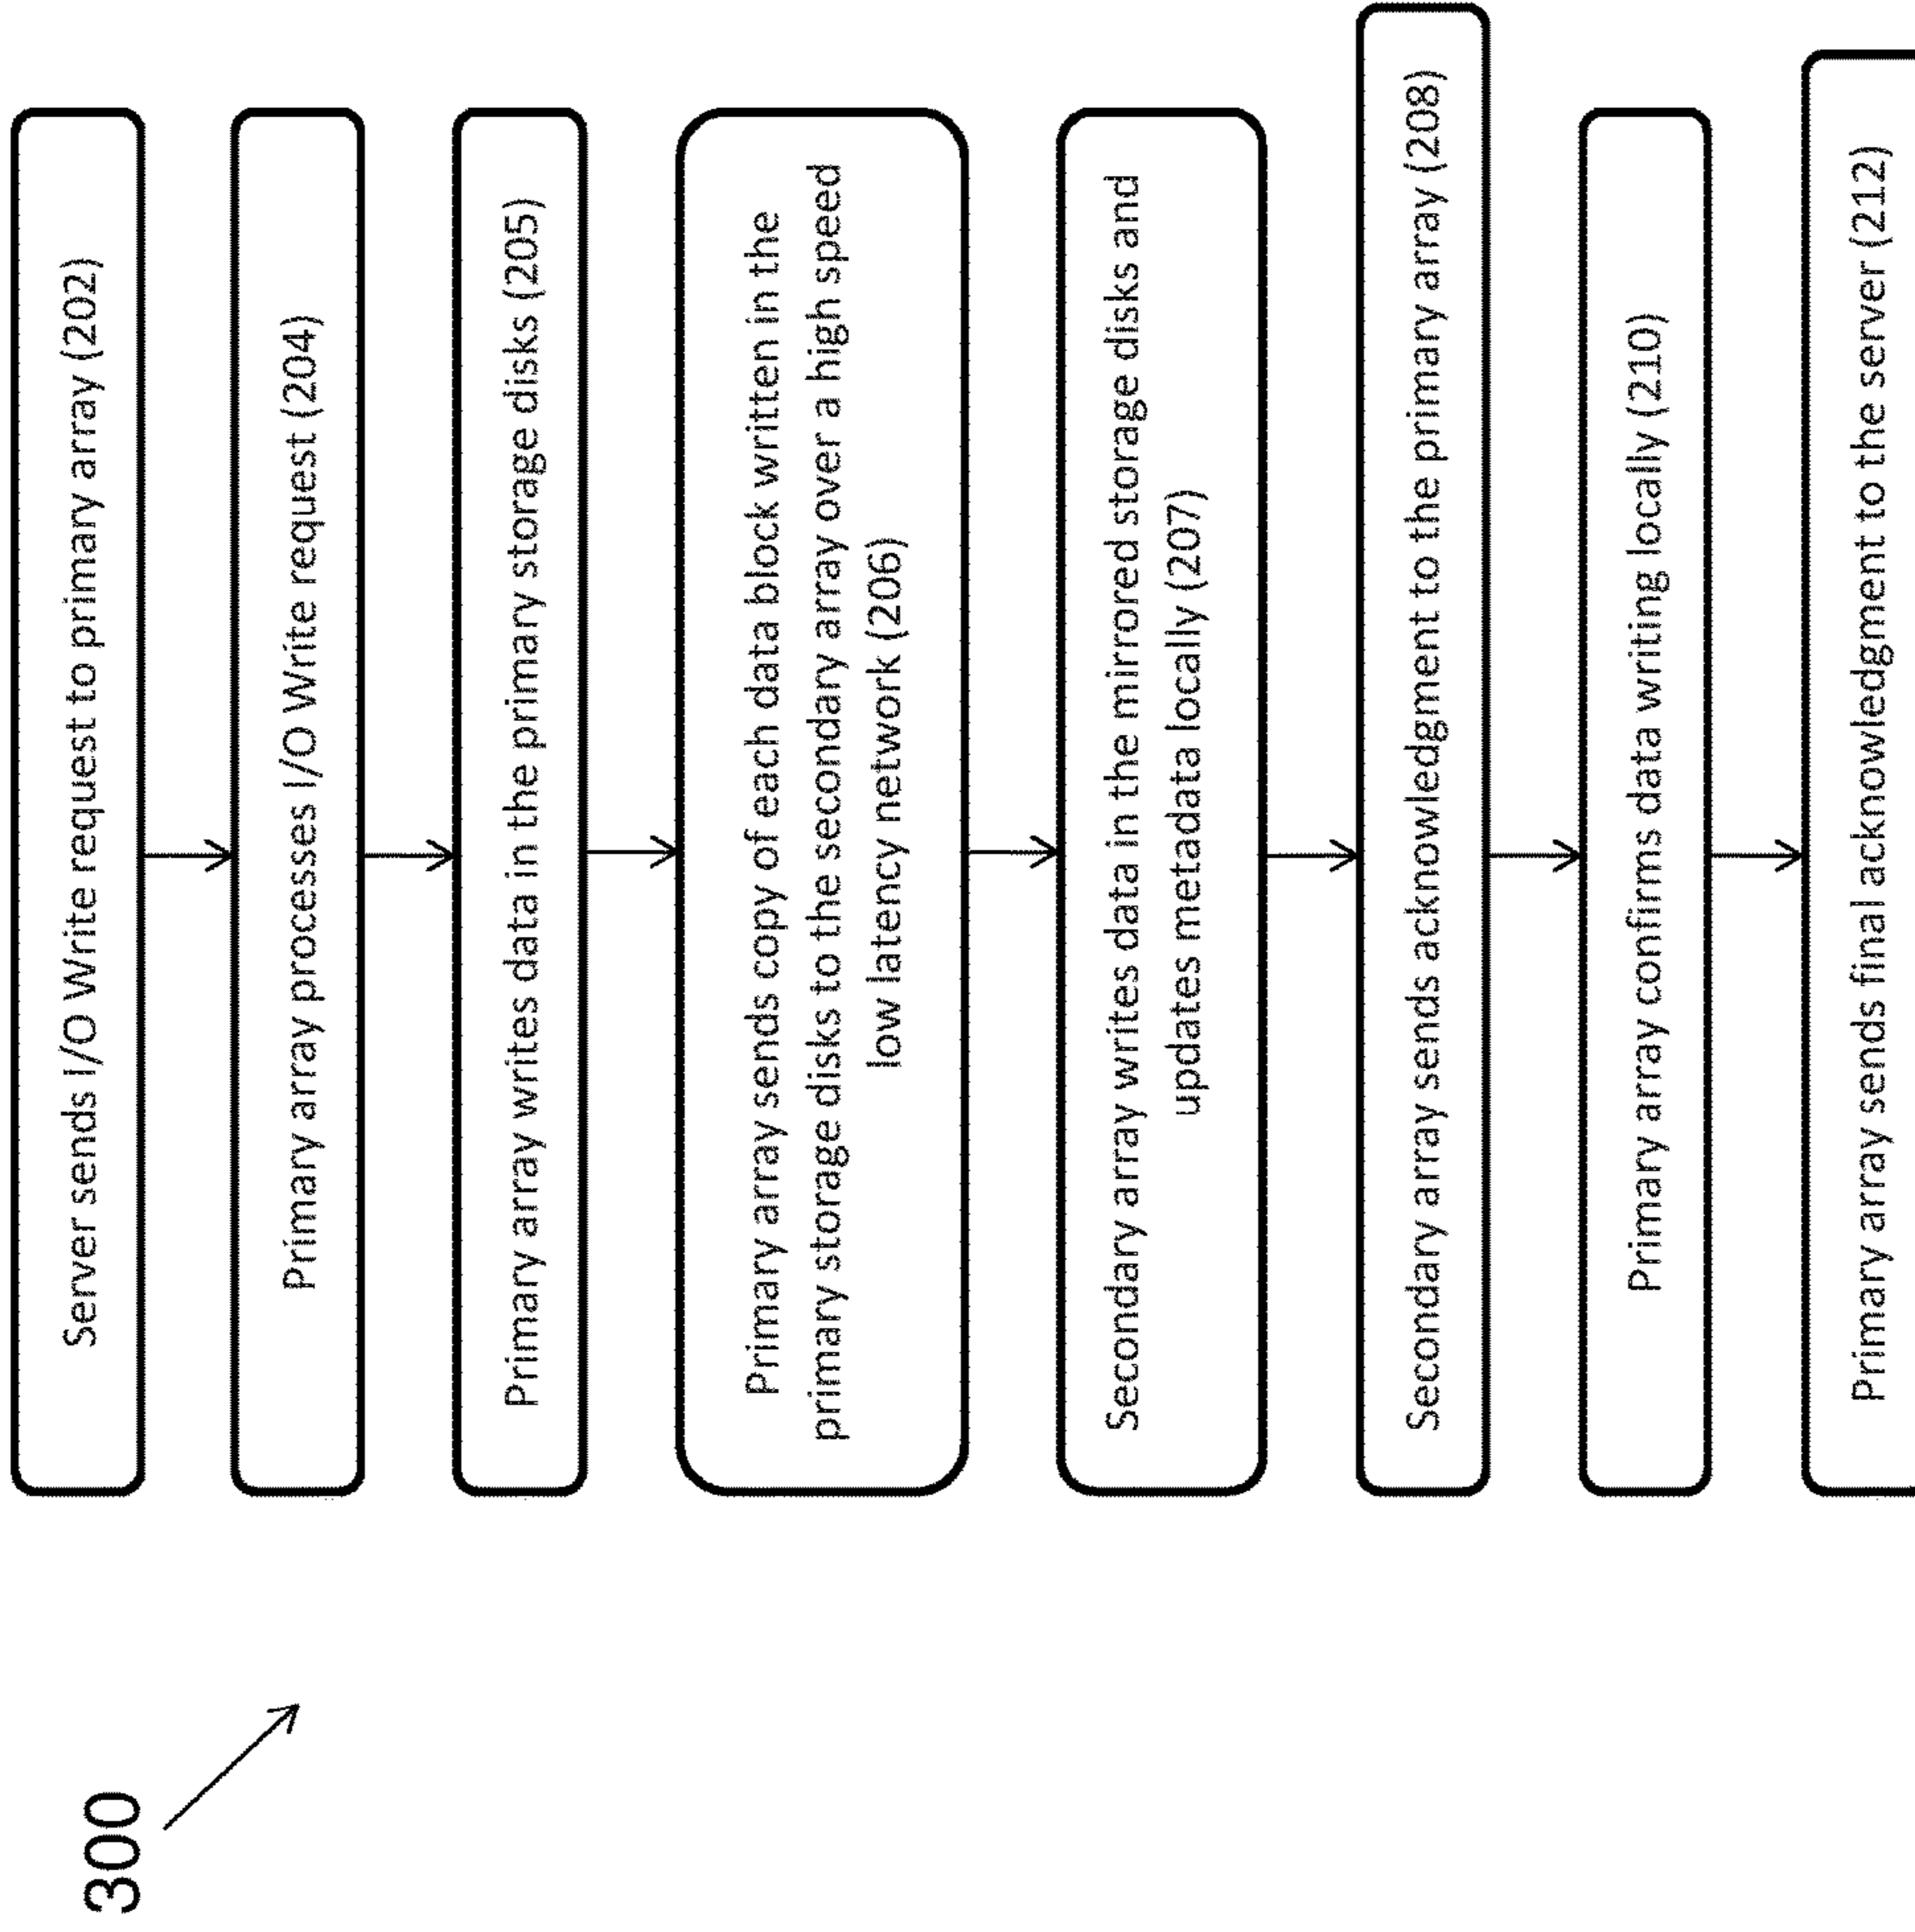 300
Server sends I/O Write request to primary array (202)
Primary array processes I/O Write request (204)
Primary array writes data in the primary storage disks (205)
Primary array sends copy of each data block written in the
primary storage disks to the secondary array over a high speed
low latency network (206)
Secondary array writes data in the mirrored storage disks and
updates metadata locally (207)
Secondary array sends acknowledgment to the primary array (208)
Primary array confirms data writing locally (210)
Primary array sends final acknowledgment to the server (212)